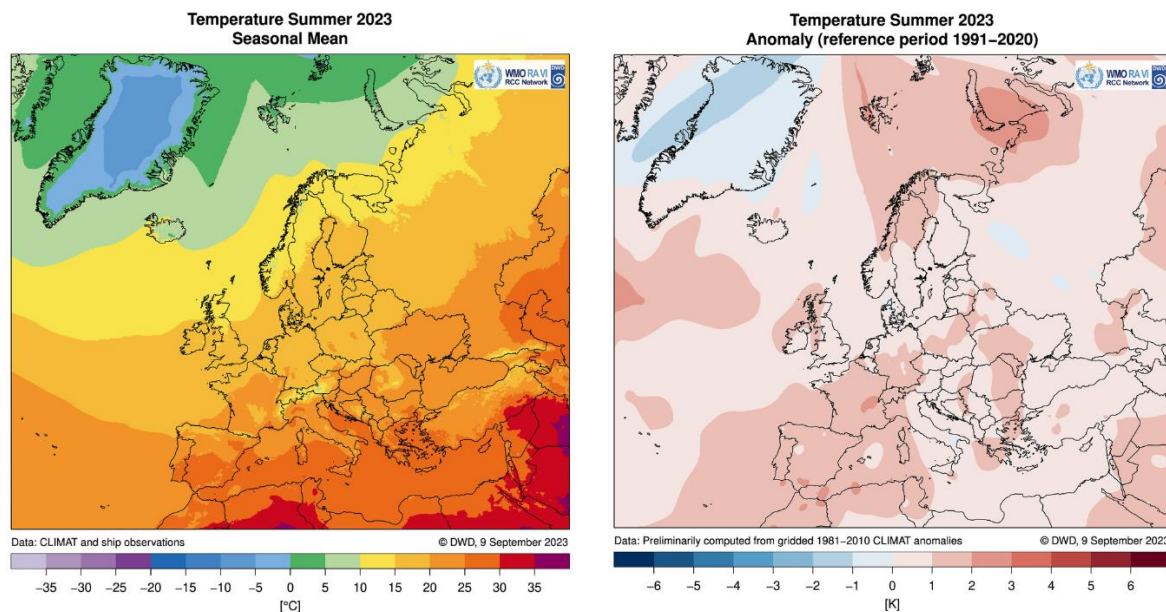 Temperature Summer 2023
Seasonal Mean
WMO RA VI
RCC Network
DWD
Data: CLIMAT and ship observations
© DWD, 9 September 2023
−35 −30 −25 −20 −15 −10 −5 0 5 10 15 20 25 30 35
[°C]
Temperature Summer 2023
Anomaly (reference period 1991−2020)
WMO RA VI
RCC Network
DWD
Data: Preliminarily computed from gridded 1981−2010 CLIMAT anomalies
© DWD, 9 September 2023
−6 −5 −4 −3 −2 −1 0 1 2 3 4 5 6
[K]